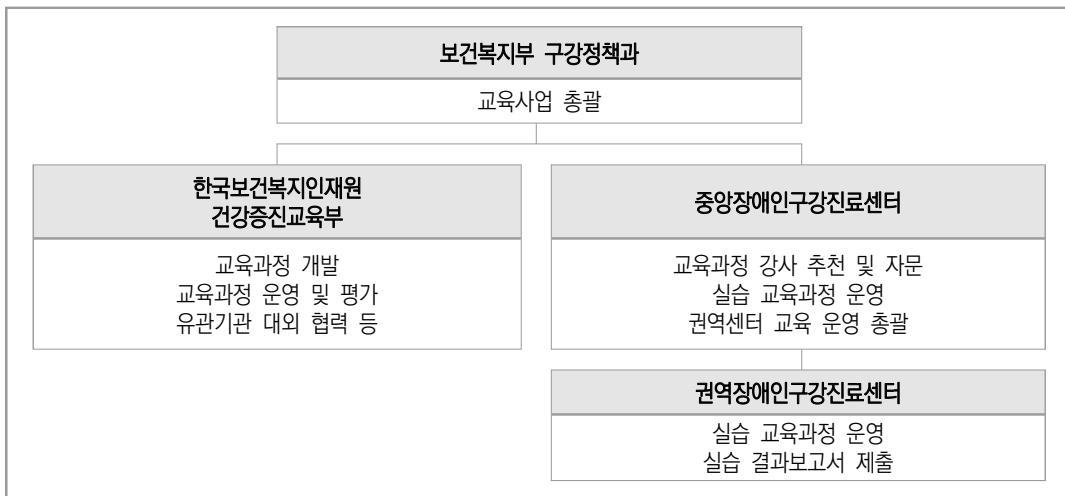 보건복지부 구강정책과
교육사업 총괄
한국보건복지인재원
건강증진교육부
교육과정 개발
교육과정 운영 및 평가
유관기관 대외 협력 등
중앙장애인구강진료센터
교육과정 강사 추천 및 자문
실습 교육과정 운영
권역센터 교육 운영 총괄
권역장애인구강진료센터
실습 교육과정 운영
실습 결과보고서 제출